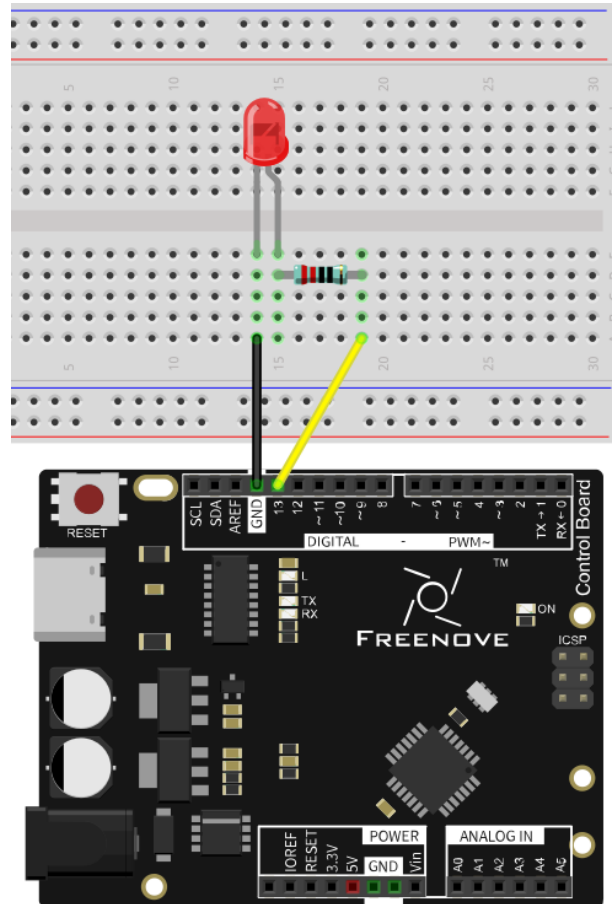 5 10 15 20 25 30
5 10 15 20 25 30
RESET
SCL SDA AREF GND 13 12 ~11 ~10 ~9 8 7 ~6 ~5 4 ~3 2 TX→1 RX←0
DIGITAL - PWM~
Control Board
L
TX
RX
TM
FREENOVE
ON
ICSP
POWER
ANALOG IN
IOREF RESET 3.3V 5V GND Vin
A0 A1 A2 A3 A4 A5